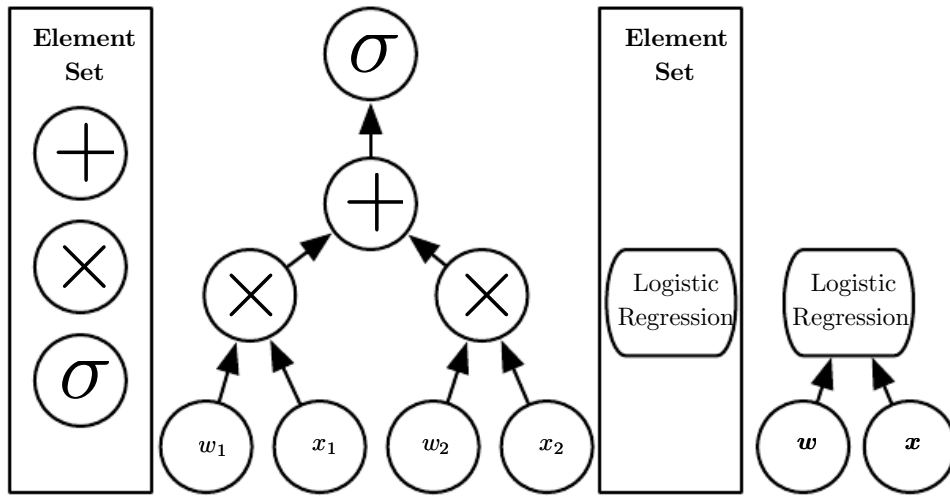 Element
Set
+
×
σ
σ
+
×
×
w₁
x₁
w₂
x₂
Element
Set
Logistic
Regression
Logistic
Regression
w
x